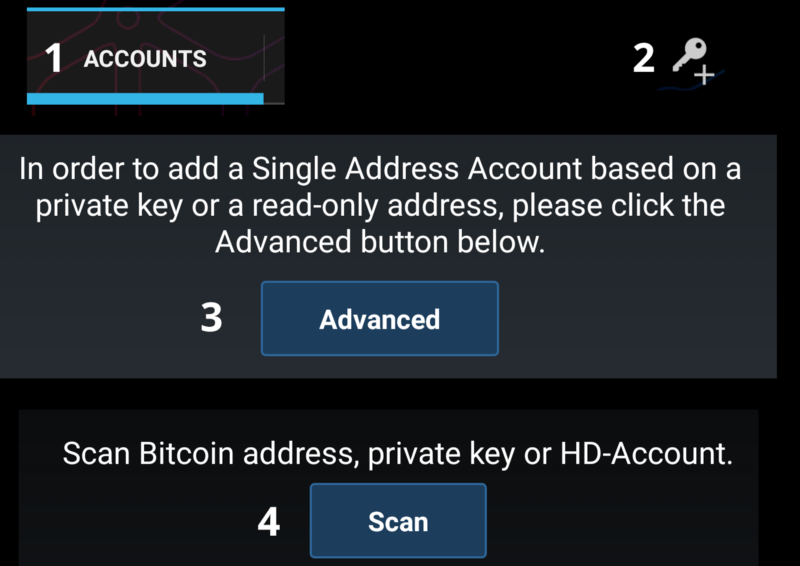 1 ACCOUNTS
2
In order to add a Single Address Account based on a
private key or a read-only address, please click the
Advanced button below.
3 Advanced
Scan Bitcoin address, private key or HD-Account.
4 Scan